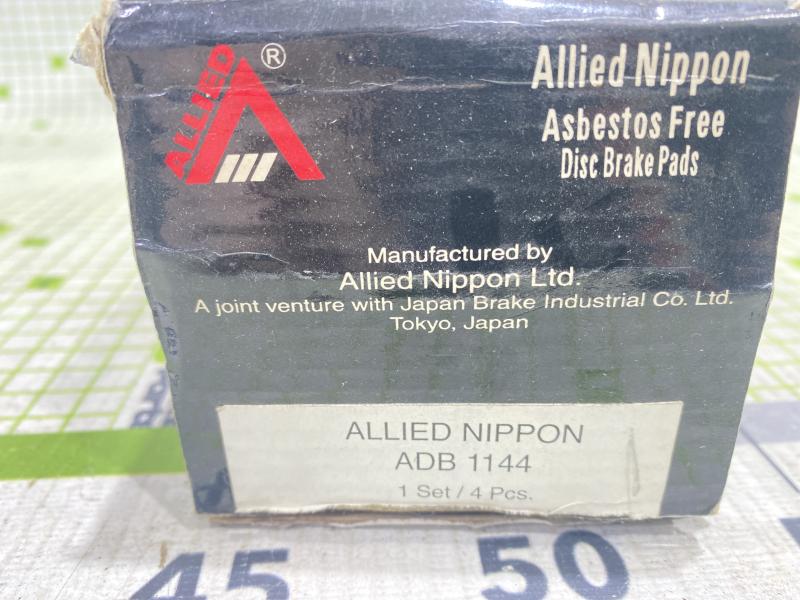 ALLIED
®
Allied Nippon
Asbestos Free
Disc Brake Pads
Manufactured by
Allied Nippon Ltd.
A joint venture with Japan Brake Industrial Co. Ltd.
Tokyo, Japan
ALLIED NIPPON
ADB 1144
1 Set / 4 Pcs.
45
50